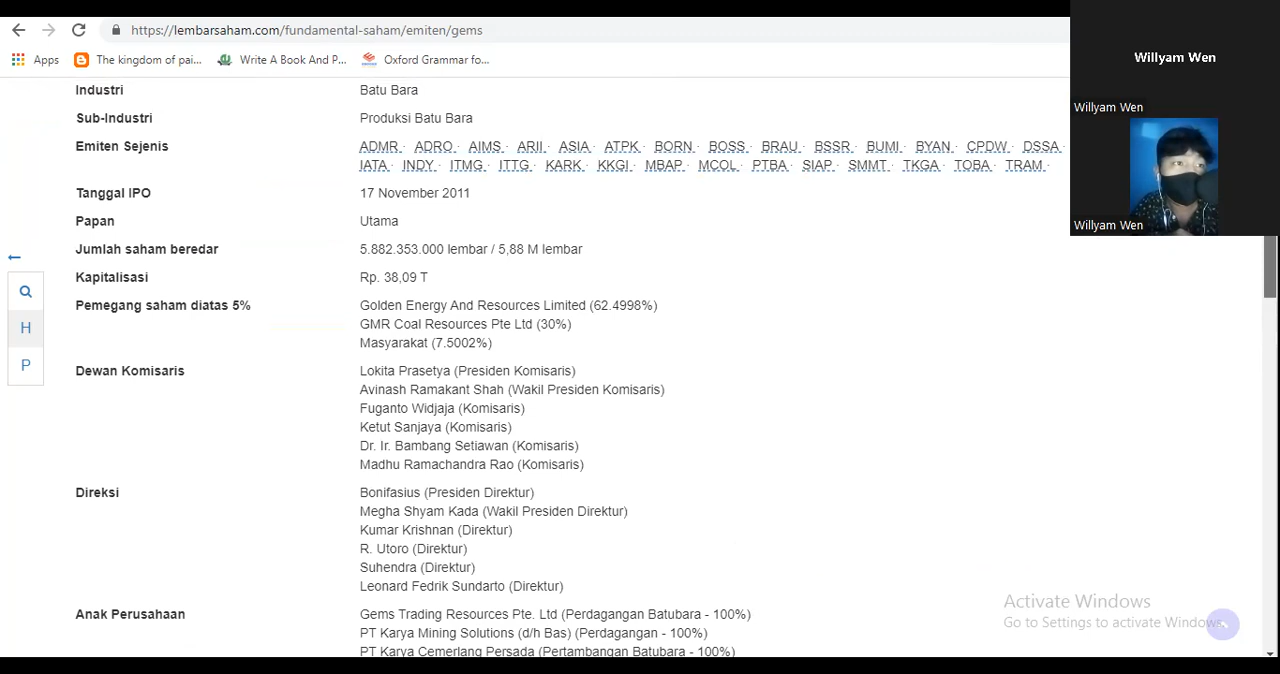 https://lembarsaham.com/fundamental-saham/emiten/gems
Apps The kingdom of pai... Write A Book And P... Oxford Grammar fo...
Willyam Wen
Willyam Wen
Willyam Wen
Industri Batu Bara
Sub-Industri Produksi Batu Bara
Emiten Sejenis ADMR ADRO AIMS ARII ASIA ATPK BORN BOSS BRAU BSSR BUMI BYAN CPDW DSSA
IATA INDY ITMG ITTG KARK KKGI MBAP MCOL PTBA SIAP SMMT TKGA TOBA TRAM
Tanggal IPO 17 November 2011
Papan Utama
Jumlah saham beredar 5.882.353.000 lembar / 5,88 M lembar
Kapitalisasi Rp. 38,09 T
Pemegang saham diatas 5% Golden Energy And Resources Limited (62.4998%)
GMR Coal Resources Pte Ltd (30%)
Masyarakat (7.5002%)
Dewan Komisaris Lokita Prasetya (Presiden Komisaris)
Avinash Ramakant Shah (Wakil Presiden Komisaris)
Fuganto Widjaja (Komisaris)
Ketut Sanjaya (Komisaris)
Dr. Ir. Bambang Setiawan (Komisaris)
Madhu Ramachandra Rao (Komisaris)
H
P
Direksi Bonifasius (Presiden Direktur)
Megha Shyam Kada (Wakil Presiden Direktur)
Kumar Krishnan (Direktur)
R. Utoro (Direktur)
Suhendra (Direktur)
Leonard Fedrik Sundarto (Direktur)
Anak Perusahaan Gems Trading Resources Pte. Ltd (Perdagangan Batubara - 100%)
PT Karya Mining Solutions (d/h Bas) (Perdagangan - 100%)
PT Karya Cemerlang Persada (Pertambangan Batubara - 100%)
Activate Windows
Go to Settings to activate Windows.